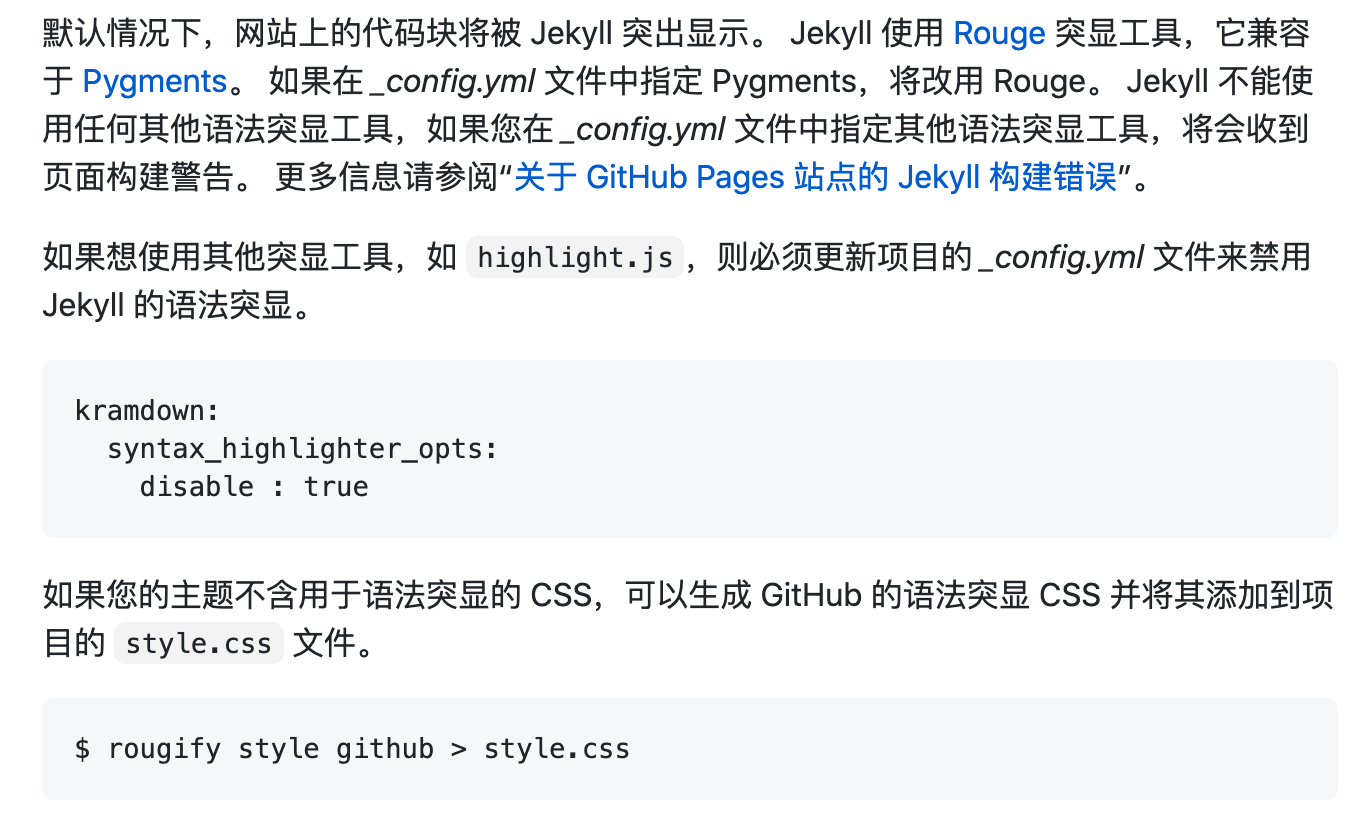 默认情况下，网站上的代码块将被 Jekyll 突出显示。 Jekyll 使用 Rouge 突显工具，它兼容
于 Pygments。 如果在 _config.yml 文件中指定 Pygments，将改用 Rouge。 Jekyll 不能使
用任何其他语法突显工具，如果您在 _config.yml 文件中指定其他语法突显工具，将会收到
页面构建警告。 更多信息请参阅“关于 GitHub Pages 站点的 Jekyll 构建错误”。
如果想使用其他突显工具，如 highlight.js，则必须更新项目的 _config.yml 文件来禁用
Jekyll 的语法突显。
kramdown:
  syntax_highlighter_opts:
    disable : true
如果您的主题不含用于语法突显的 CSS，可以生成 GitHub 的语法突显 CSS 并将其添加到项
目的 style.css 文件。
$ rougify style github > style.css